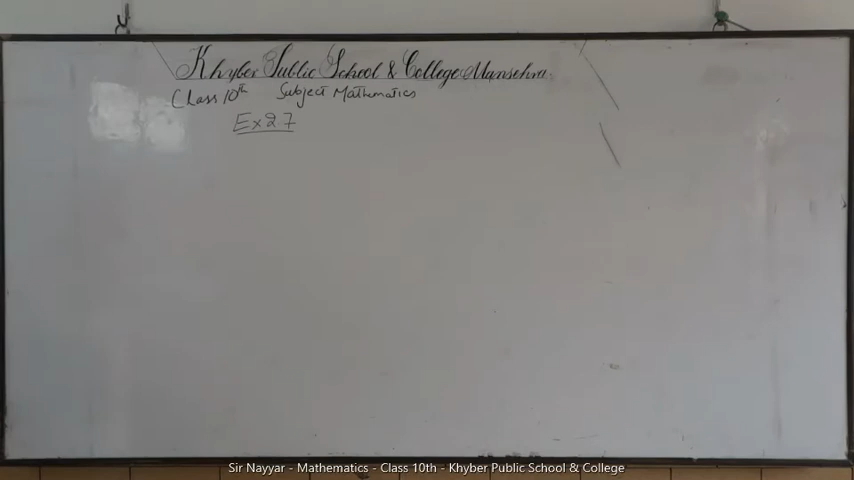 Khyber Public School & College Mansehra.
Class 10th Subject Mathematics
Ex 2.7
Sir Nayyar - Mathematics - Class 10th - Khyber Public School & College